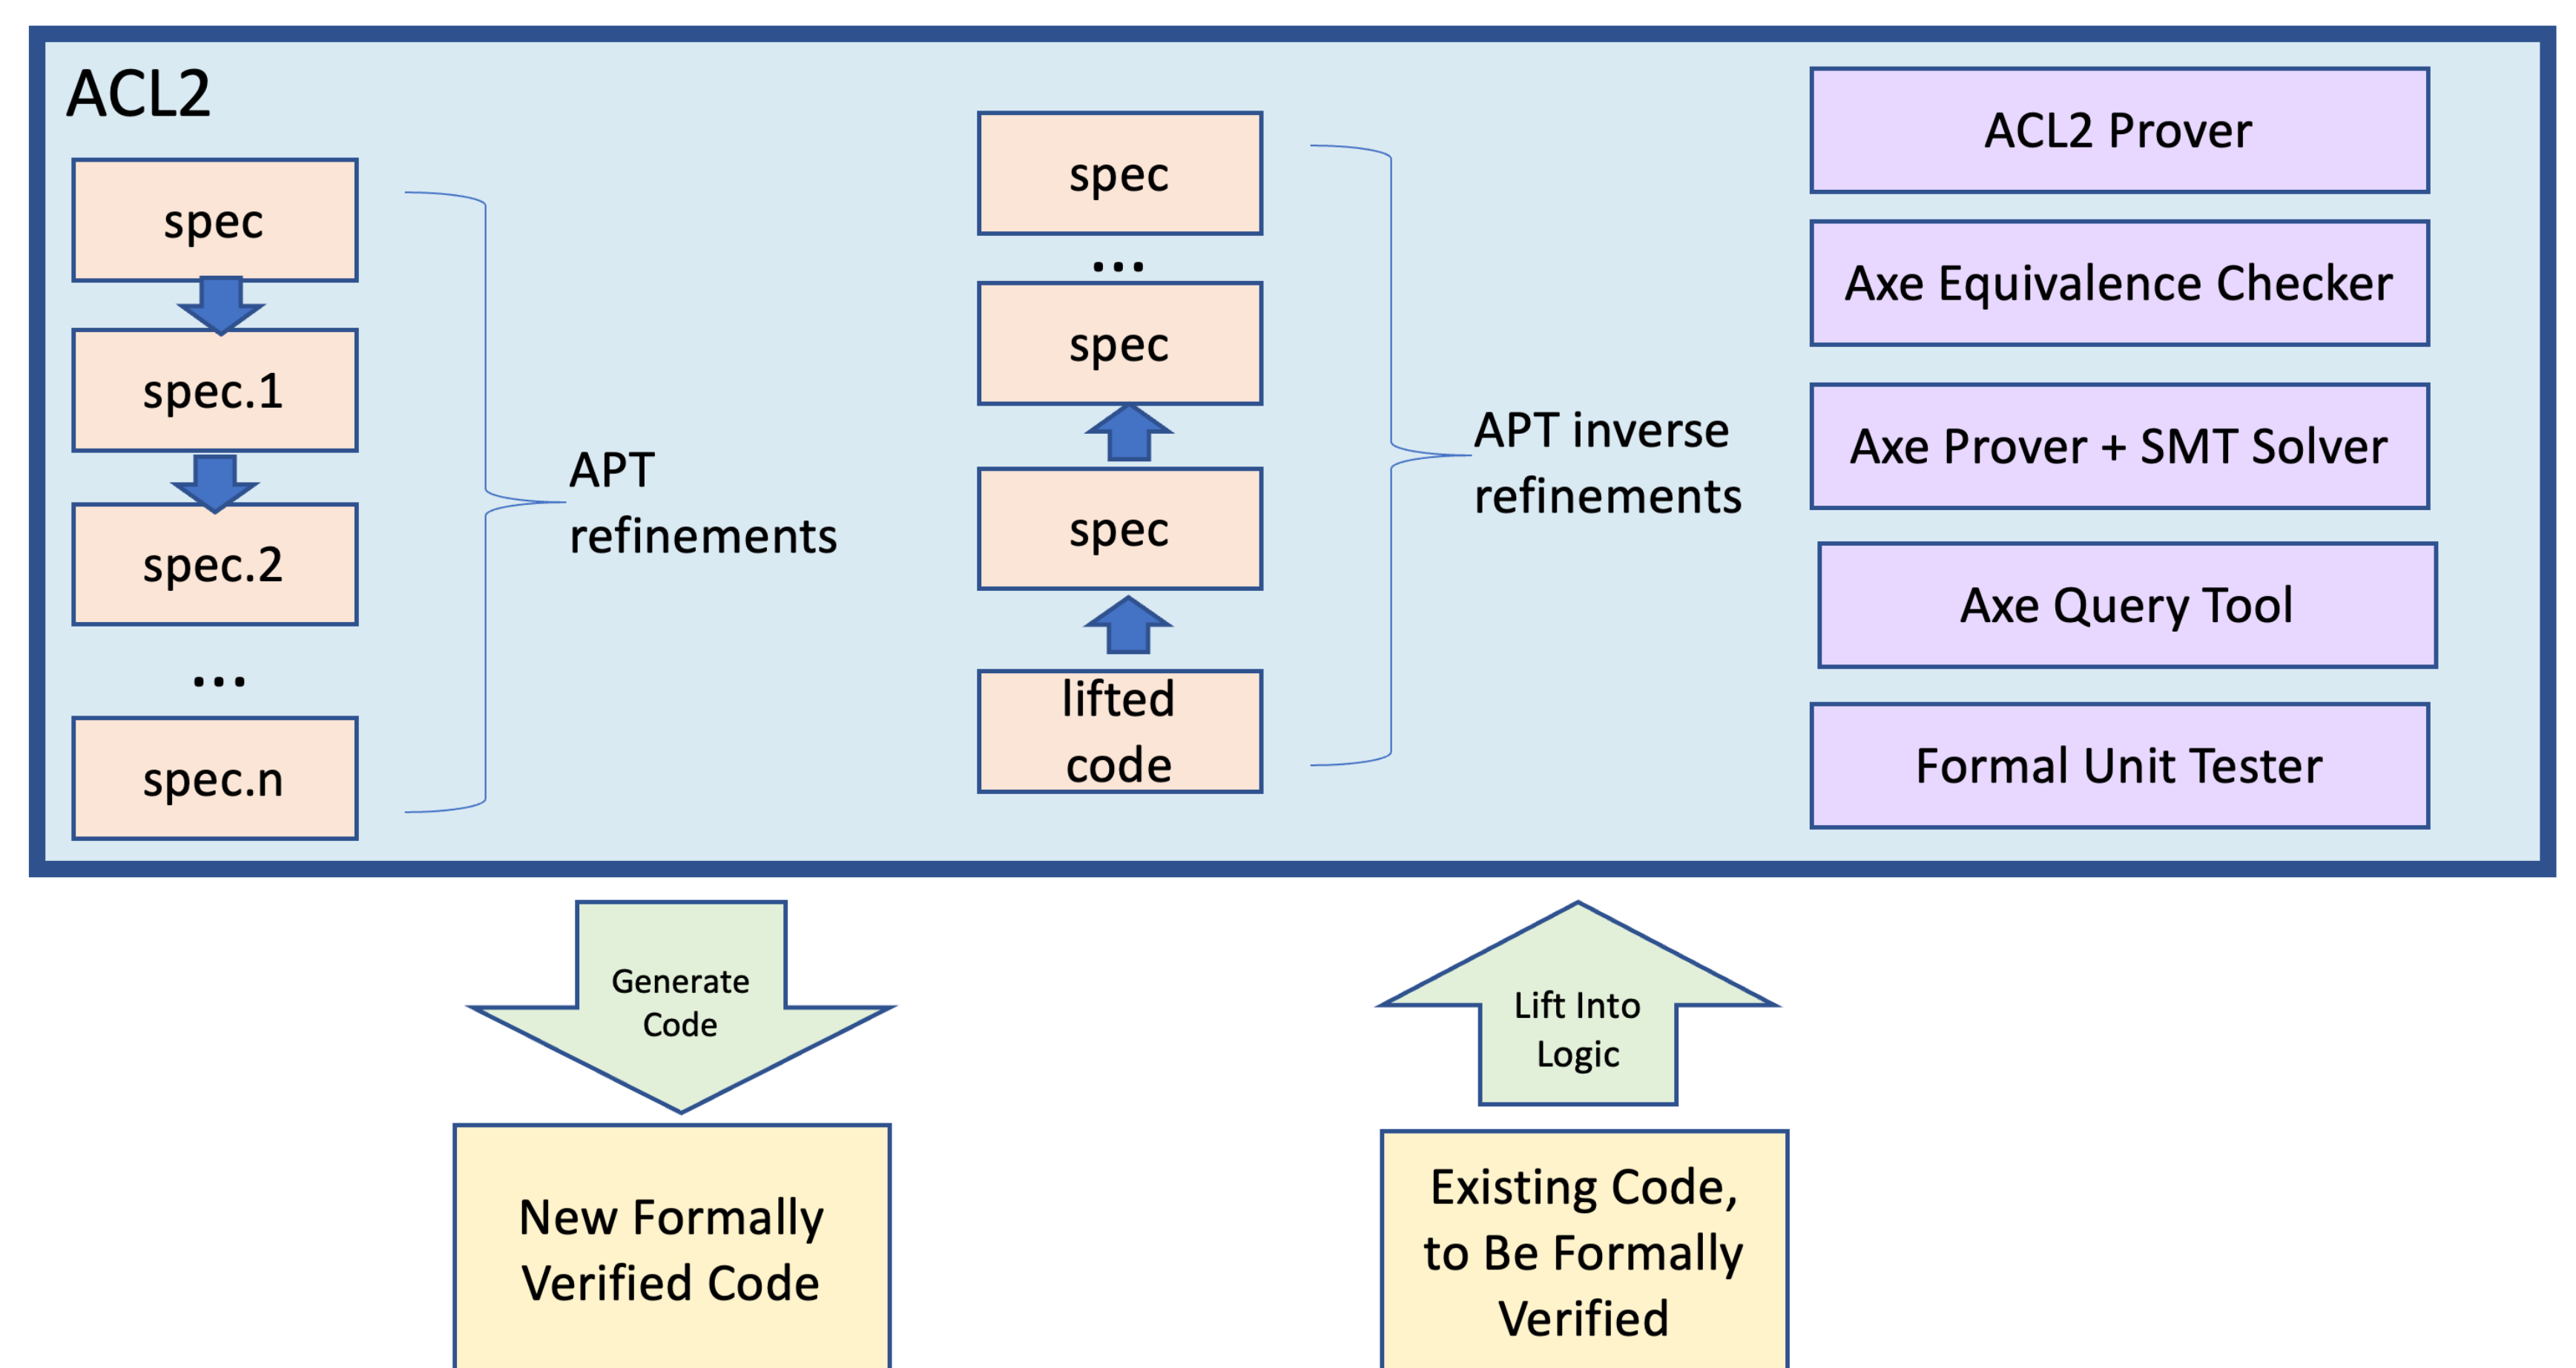 ACL2
spec
spec.1
spec.2
...
spec.n
APT
refinements
spec
...
spec
spec
lifted
code
APT inverse
refinements
ACL2 Prover
Axe Equivalence Checker
Axe Prover + SMT Solver
Axe Query Tool
Formal Unit Tester
Generate
Code
New Formally
Verified Code
Lift Into
Logic
Existing Code,
to Be Formally
Verified